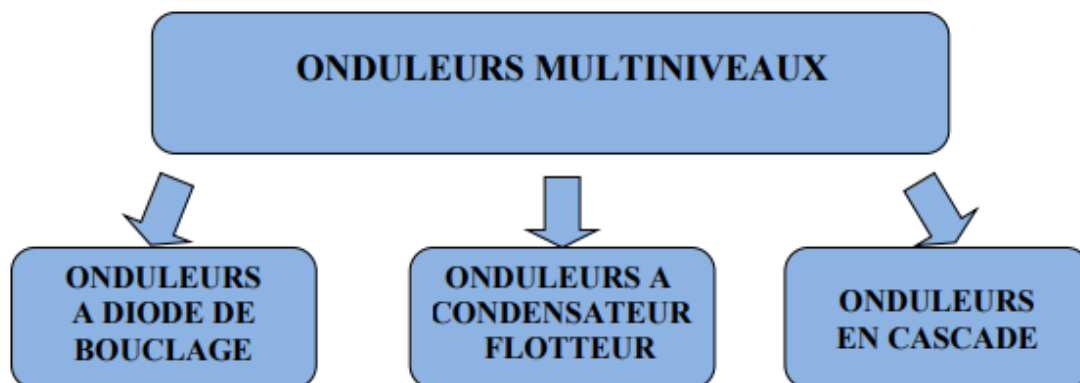 ONDULEURS MULTINIVEAUX
ONDULEURS
A DIODE DE
BOUCLAGE
ONDULEURS A
CONDENSATEUR
FLOTTEUR
ONDULEURS
EN CASCADE